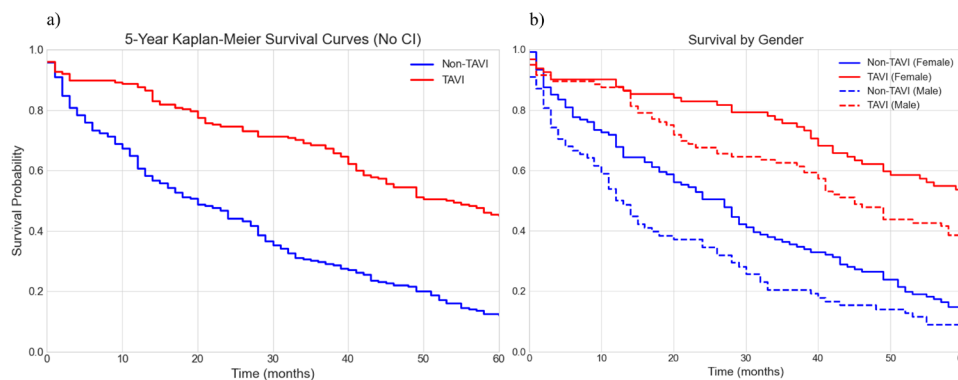 a)
5-Year Kaplan-Meier Survival Curves (No CI)
Survival Probability
1.0
0.8
0.6
0.4
0.2
0.0
Non-TAVI
TAVI
0 10 20 30 40 50 60
Time (months)
b)
Survival by Gender
1.0
0.8
0.6
0.4
0.2
0.0
Non-TAVI (Female)
TAVI (Female)
Non-TAVI (Male)
TAVI (Male)
0 10 20 30 40 50
Time (months)